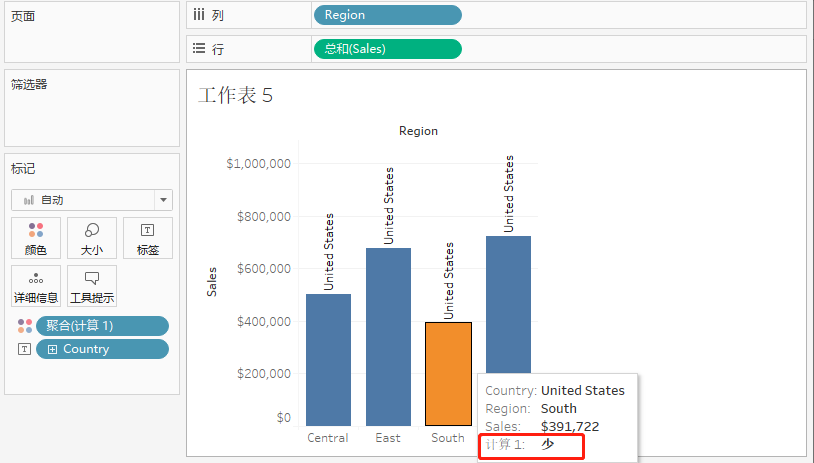 页面
列
Region
行
总和(Sales)
筛选器
工作表 5
标记
自动
颜色
大小
标签
详细信息
工具提示
聚合(计算 1)
Country
Region
Sales
$1,000,000
$800,000
$600,000
$400,000
$200,000
$0
United States
United States
United States
United States
Central
East
South
Country: United States
Region: South
Sales: $391,722
计算 1: 少